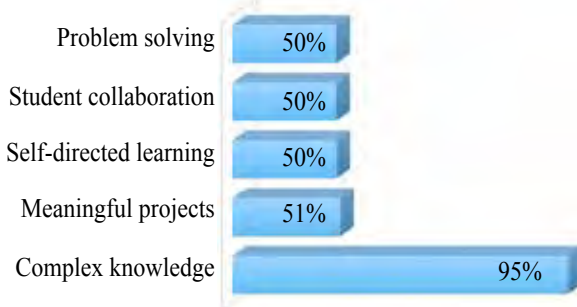 Problem solving 50%
Student collaboration 50%
Self-directed learning 50%
Meaningful projects 51%
Complex knowledge 95%